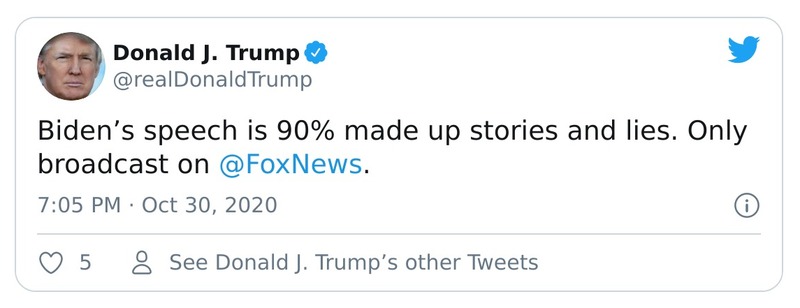 Donald J. Trump
@realDonaldTrump
Biden’s speech is 90% made up stories and lies. Only
broadcast on @FoxNews.
7:05 PM · Oct 30, 2020
5
See Donald J. Trump’s other Tweets